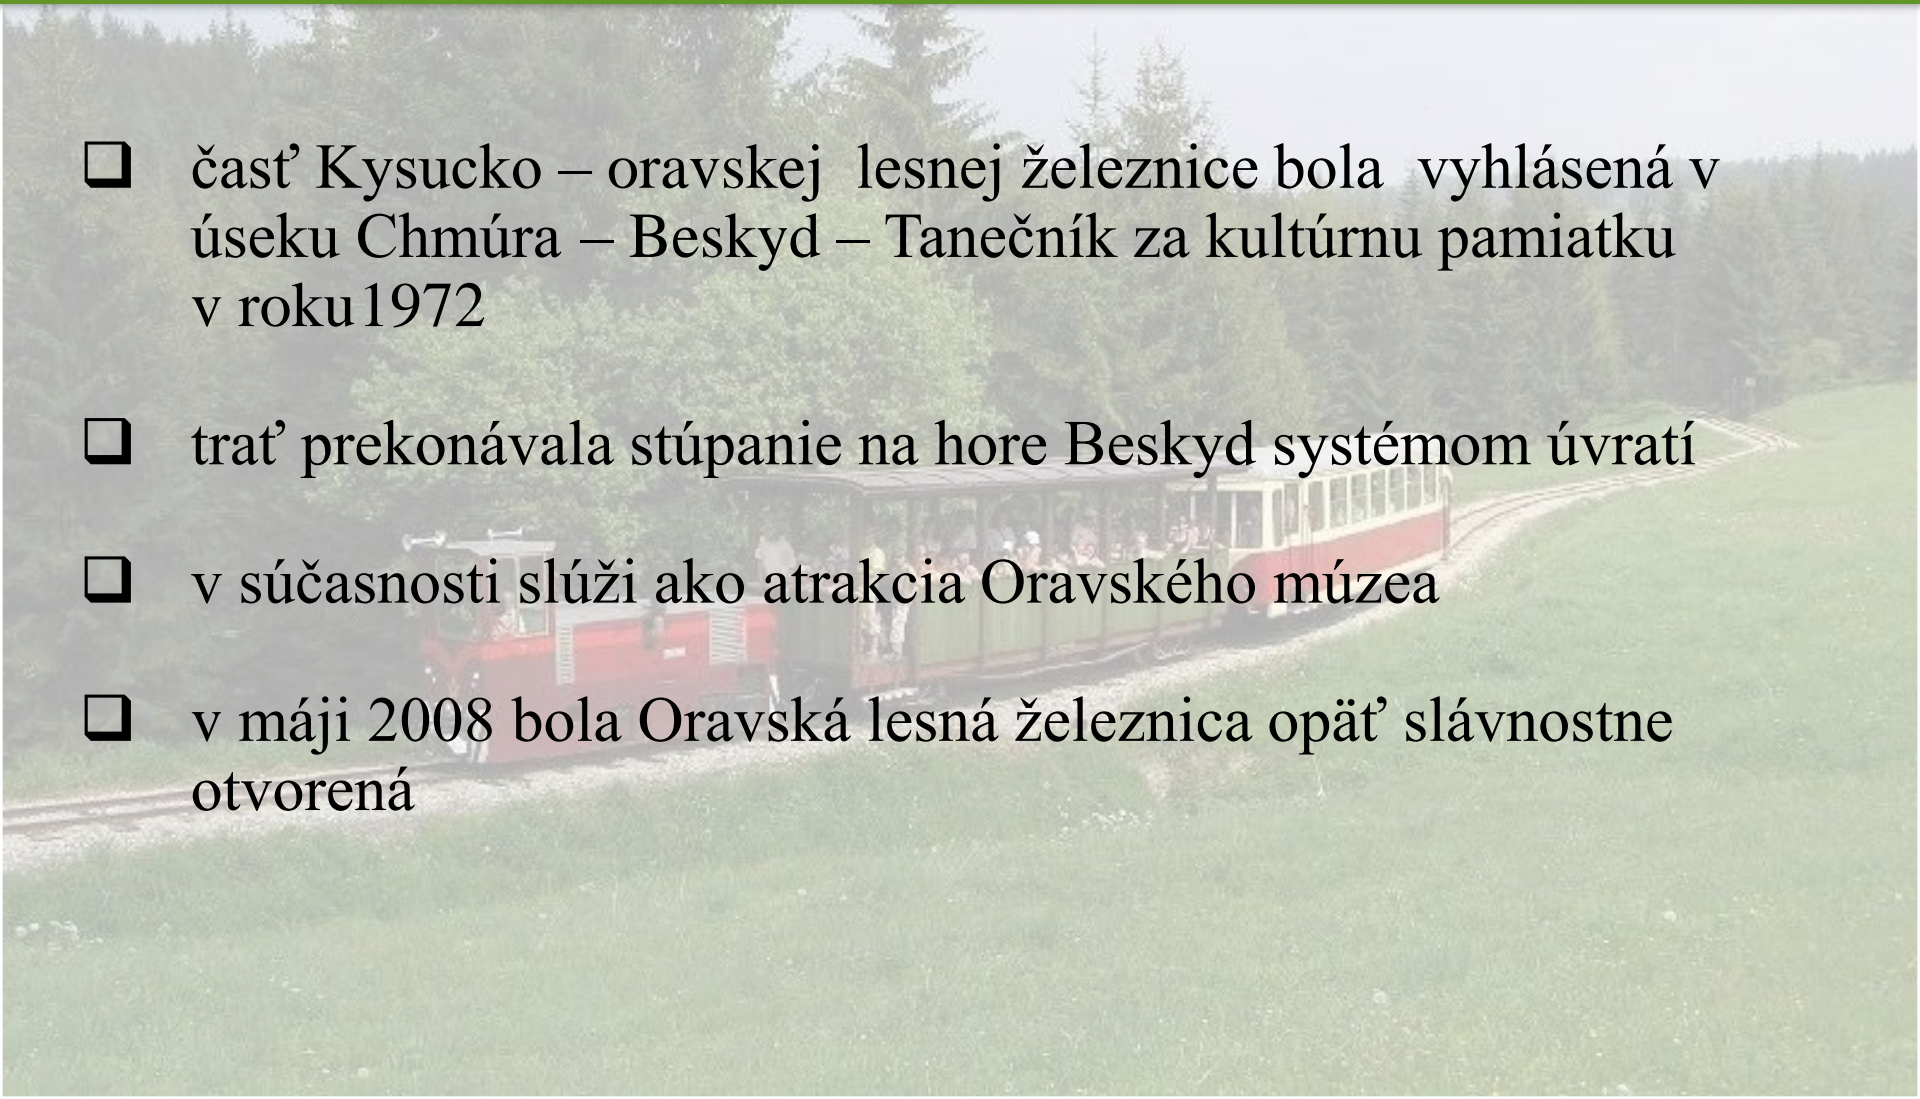 ❑ časť Kysucko – oravskej  lesnej železnice bola  vyhlásená v
úseku Chmúra – Beskyd – Tanečník za kultúrnu pamiatku
v roku1972
❑ trať prekonávala stúpanie na hore Beskyd systémom úvratí
❑ v súčasnosti slúži ako atrakcia Oravského múzea
❑ v máji 2008 bola Oravská lesná železnica opäť slávnostne
otvorená